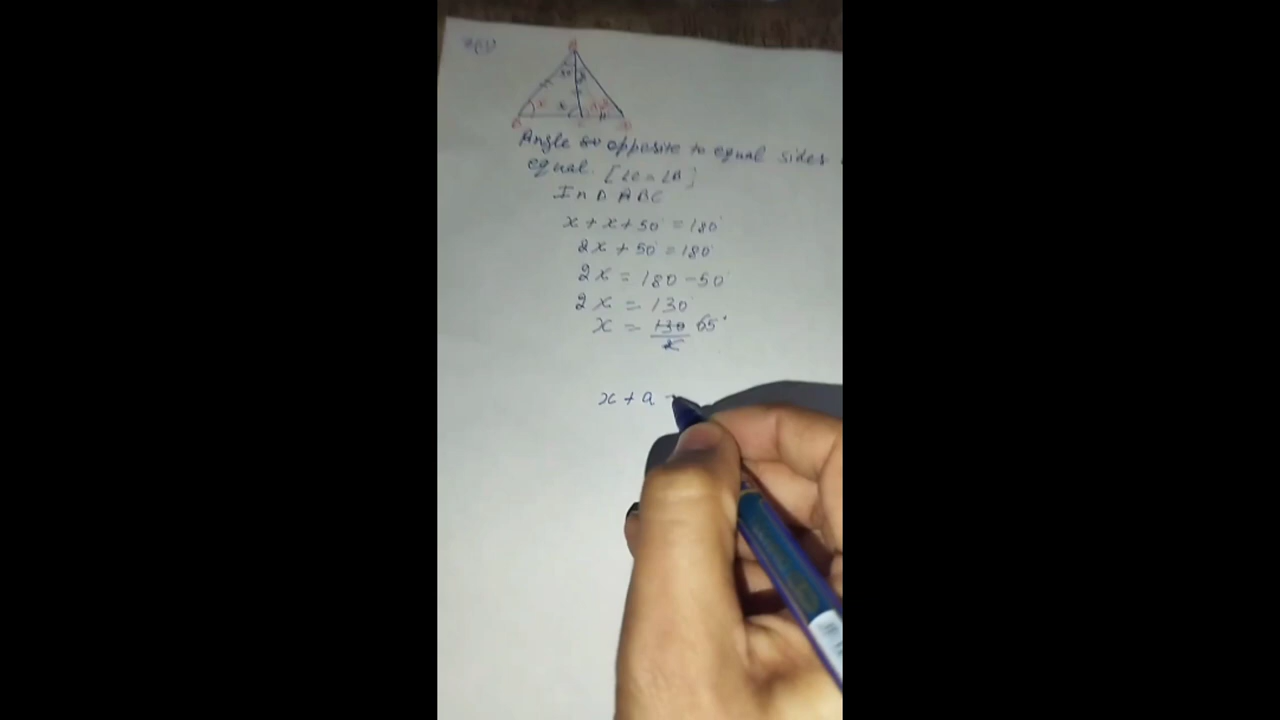 Angle opposite to equal sides
equal. [∠C = ∠B]
In Δ ABC
x + x + 50° = 180°
2x + 50° = 180°
2x = 180 - 50°
2x = 130°
x = 130/2 65°
x + a